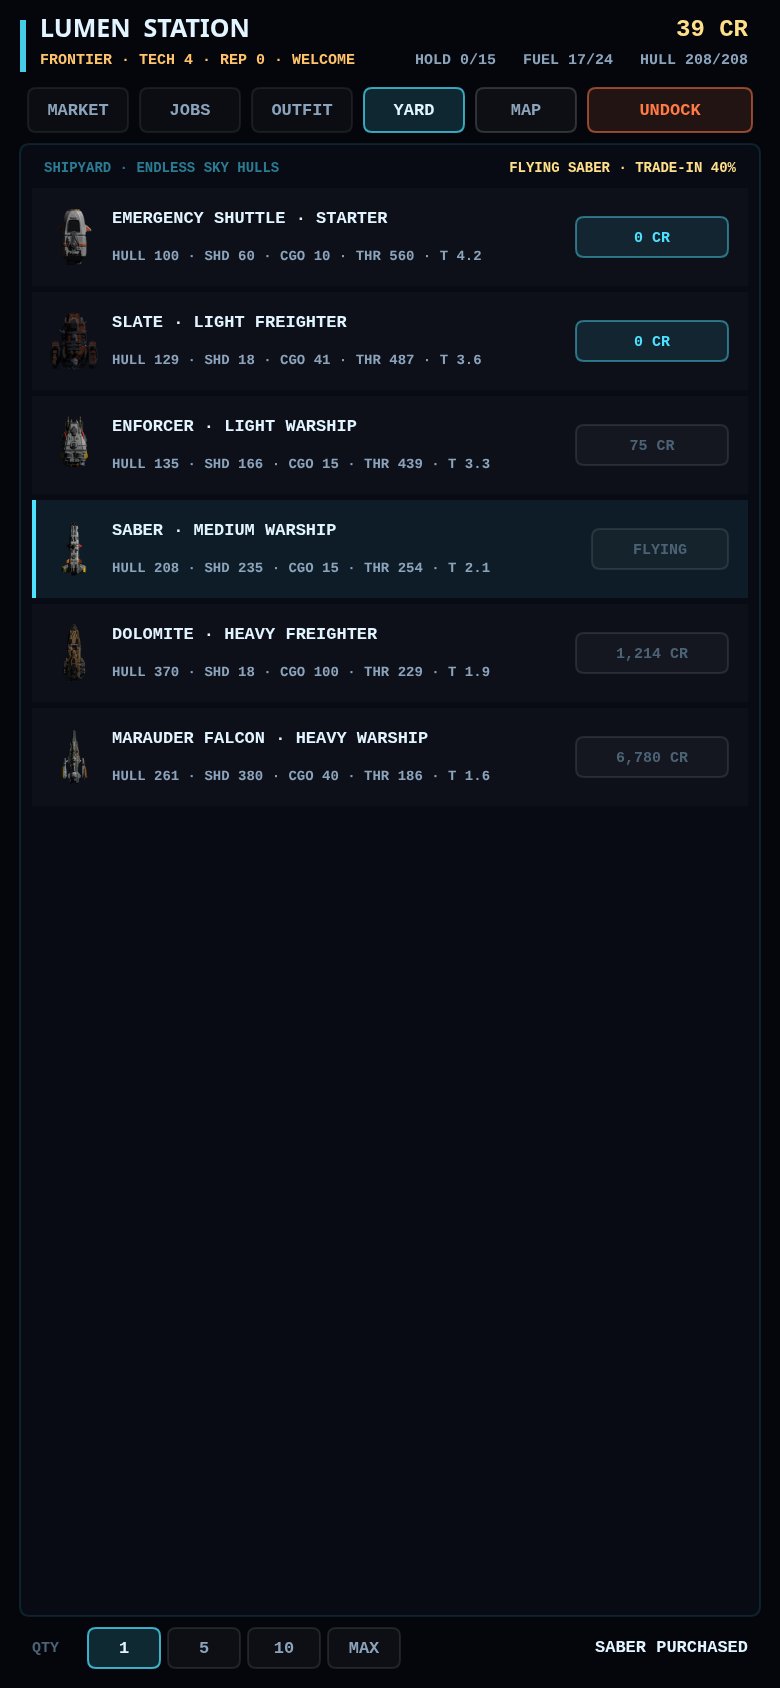 LUMEN STATION
39 CR
FRONTIER · TECH 4 · REP 0 · WELCOME
HOLD 0/15 FUEL 17/24 HULL 208/208
MARKET JOBS OUTFIT YARD MAP UNDOCK
SHIPYARD · ENDLESS SKY HULLS
FLYING SABER · TRADE-IN 40%
EMERGENCY SHUTTLE · STARTER
HULL 100 · SHD 60 · CGO 10 · THR 560 · T 4.2
0 CR
SLATE · LIGHT FREIGHTER
HULL 129 · SHD 18 · CGO 41 · THR 487 · T 3.6
0 CR
ENFORCER · LIGHT WARSHIP
HULL 135 · SHD 166 · CGO 15 · THR 439 · T 3.3
75 CR
SABER · MEDIUM WARSHIP
HULL 208 · SHD 235 · CGO 15 · THR 254 · T 2.1
FLYING
DOLOMITE · HEAVY FREIGHTER
HULL 370 · SHD 18 · CGO 100 · THR 229 · T 1.9
1,214 CR
MARAUDER FALCON · HEAVY WARSHIP
HULL 261 · SHD 380 · CGO 40 · THR 186 · T 1.6
6,780 CR
QTY 1 5 10 MAX
SABER PURCHASED